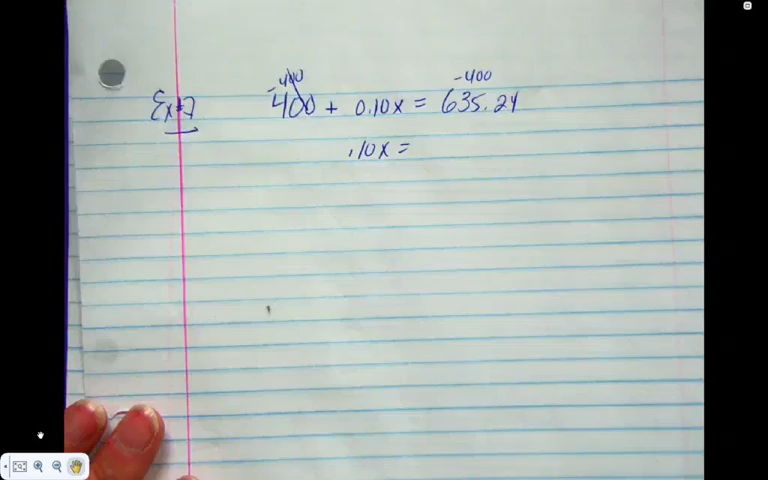 -400 -400
Ex 7 400 + 0.10x = 635.24
.10x =